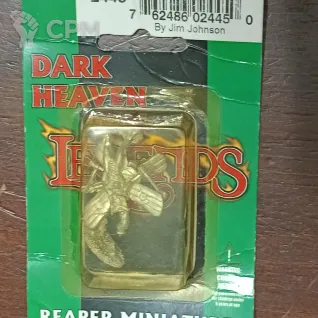 CPM
7 62486 02445 0
By Jim Johnson
DARK
HEAVEN
LEGENDS
REAPER MINIATU